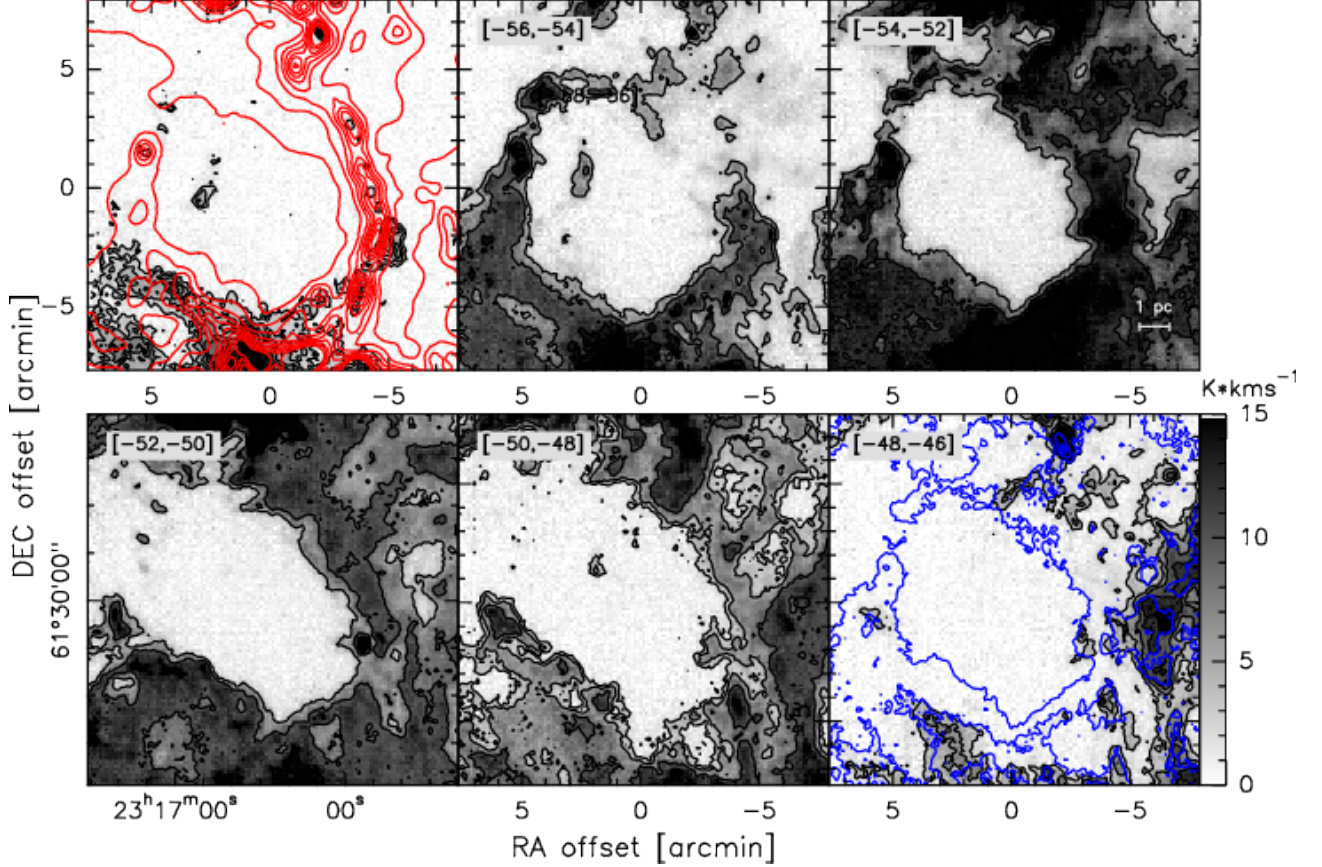 [-56,-54]
[-54,-52]
5
0
-5
1 pc
5 0 -5
5 0 -5
5 0 -5
K*kms-1
[-52,-50]
[-50,-48]
[-48,-46]
15
10
5
0
DEC offset [arcmin]
61°30'00"
23h17m00s 00s
5 0 -5
5 0 -5
RA offset [arcmin]